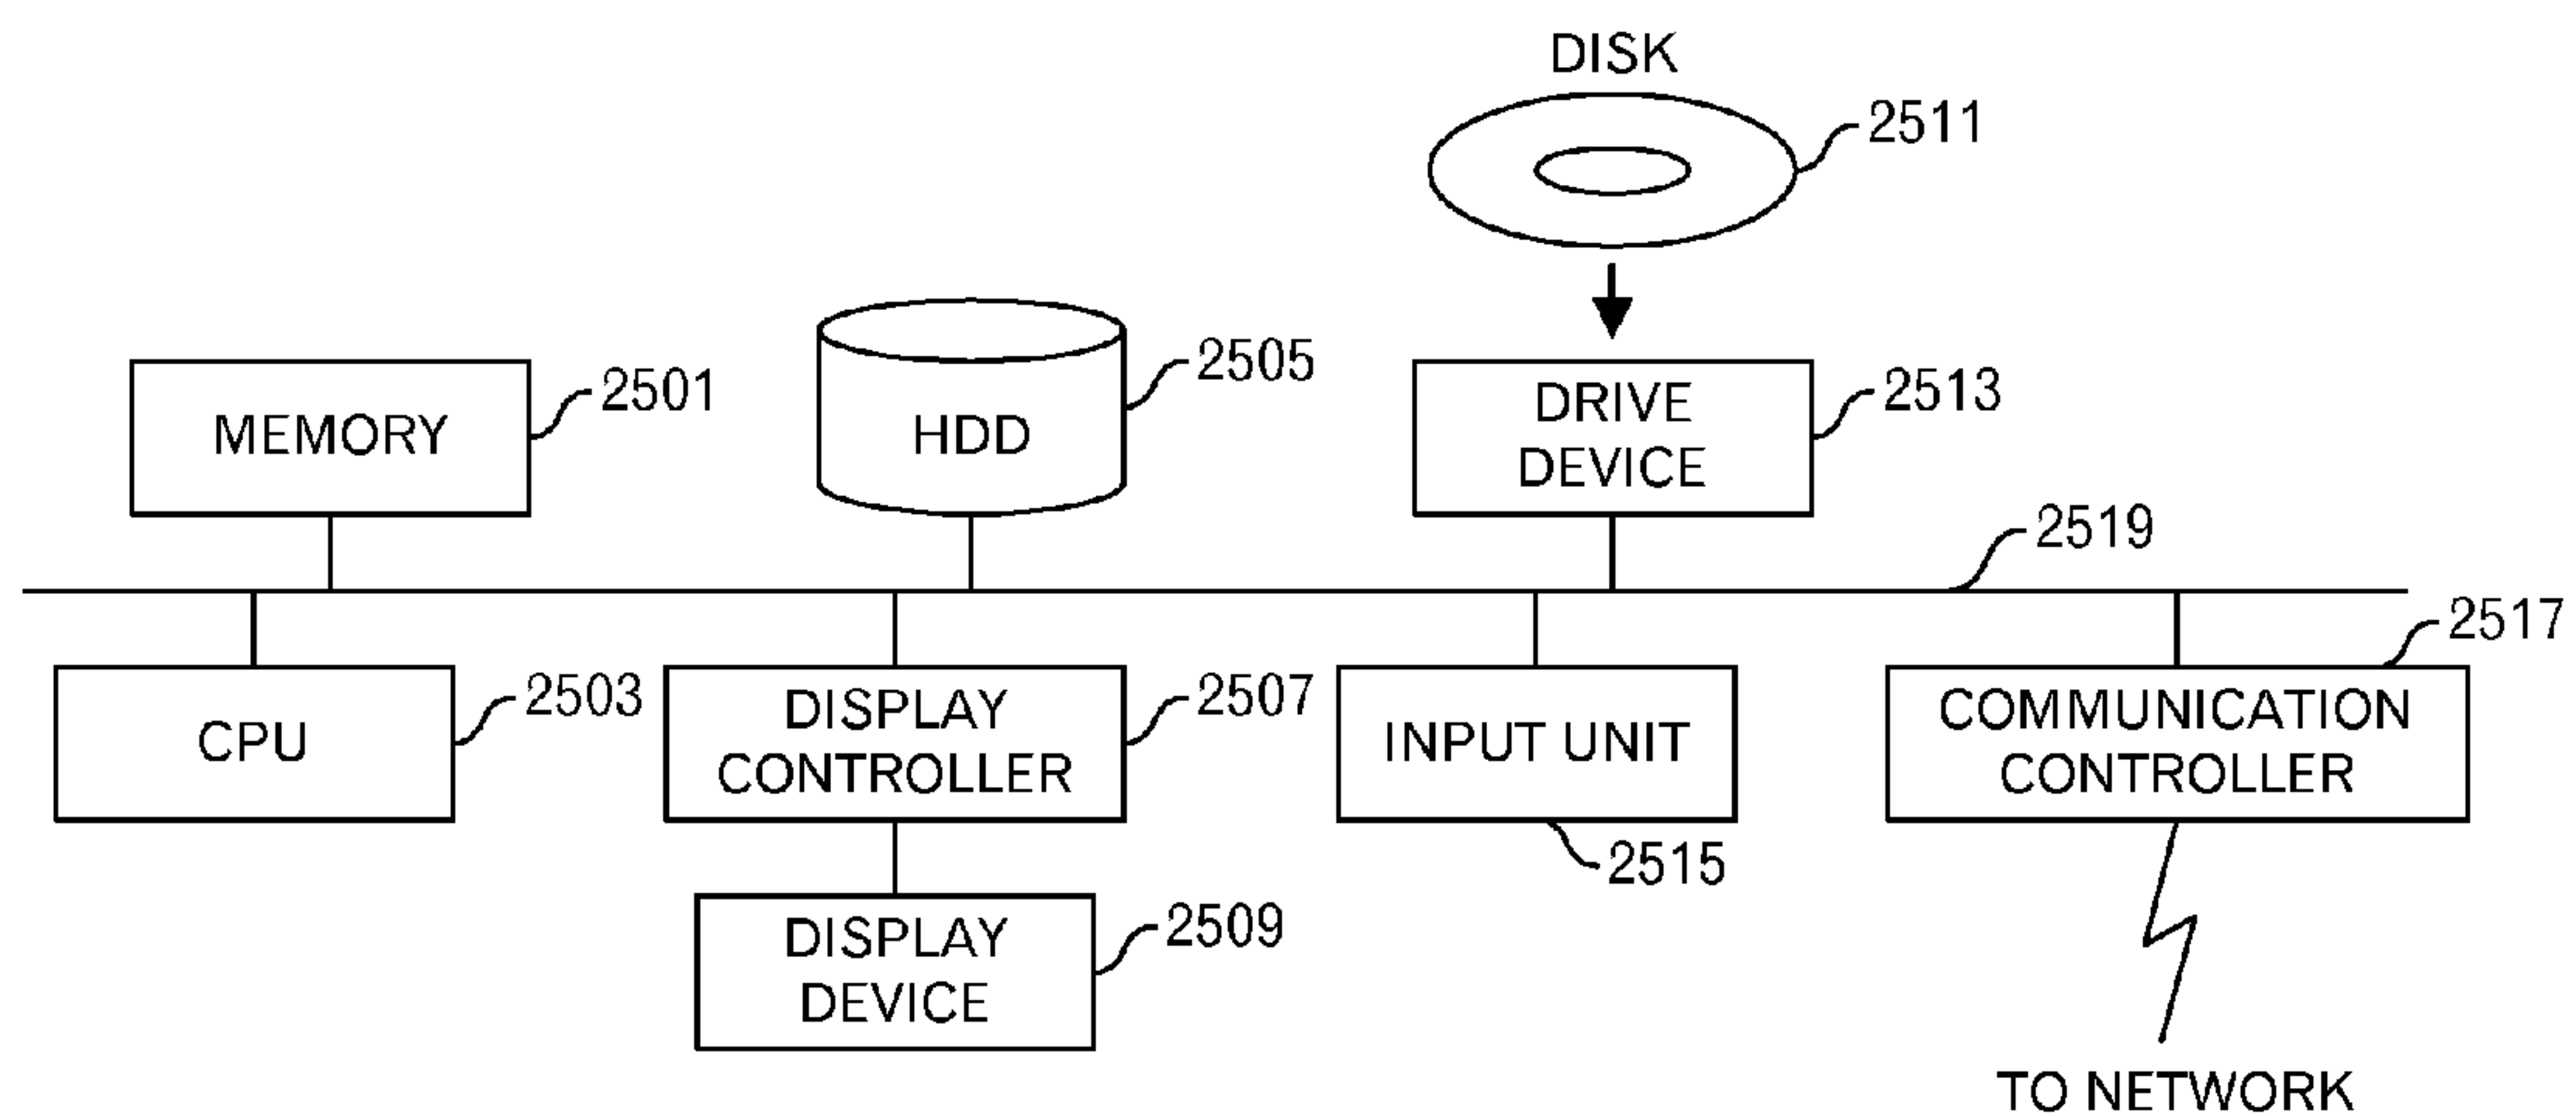 DISK
2511
2505
2501
2513
MEMORY
HDD
DRIVE
DEVICE
2519
2517
2503
2507
CPU
DISPLAY
CONTROLLER
INPUT UNIT
COMMUNICATION
CONTROLLER
2515
2509
DISPLAY
DEVICE
TO NETWORK